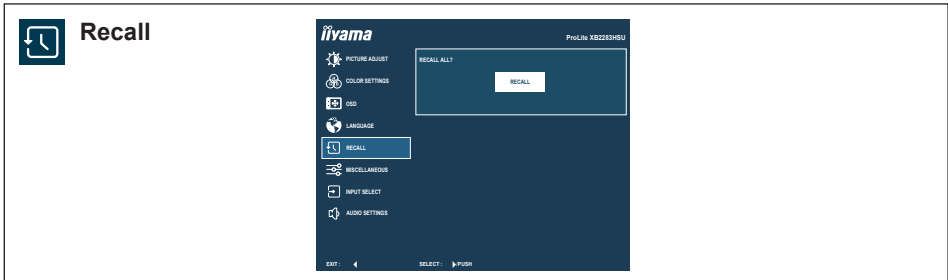 Recall
iiyama
ProLite XB2283HSU
PICTURE ADJUST
COLOR SETTINGS
OSD
LANGUAGE
RECALL
MISCELLANEOUS
INPUT SELECT
AUDIO SETTINGS
RECALL ALL?
RECALL
EXIT :
SELECT : /PUSH